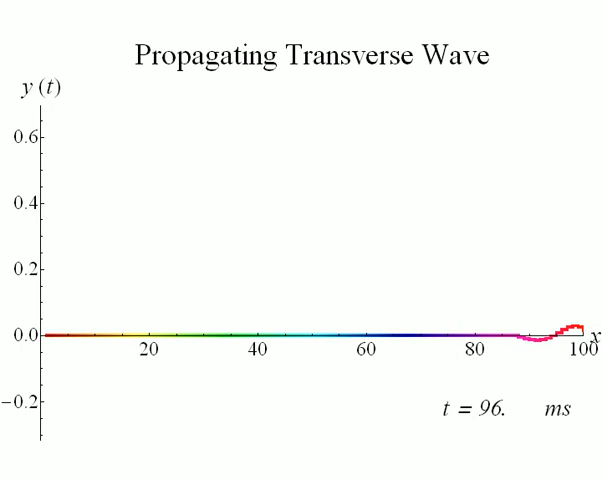 Propagating Transverse Wave
y (t)
0.6
0.4
0.2
0.0
x
20 40 60 80 100
−0.2
t = 96. ms